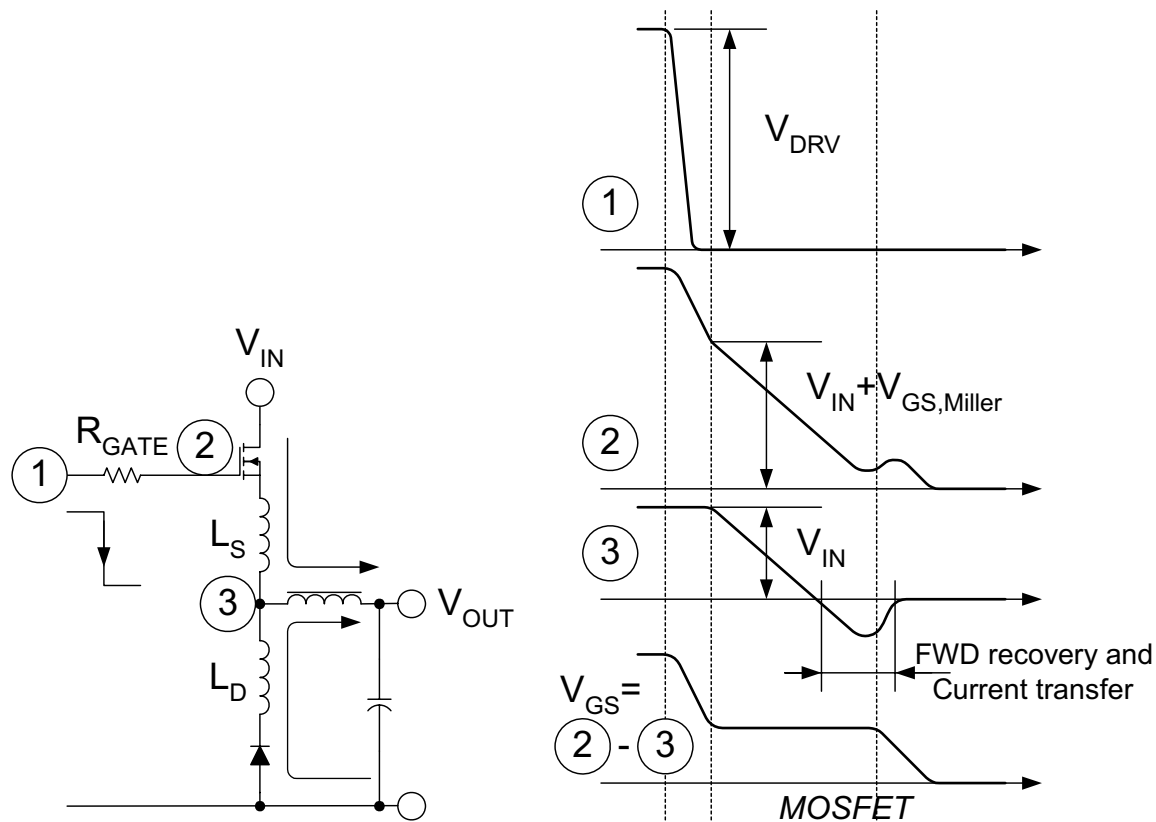 V_IN
R_GATE
2
1
L_S
3
V_OUT
L_D
V_DRV
1
V_IN+V_GS,Miller
2
V_IN
3
FWD recovery and
Current transfer
V_GS=
2 - 3
MOSFET